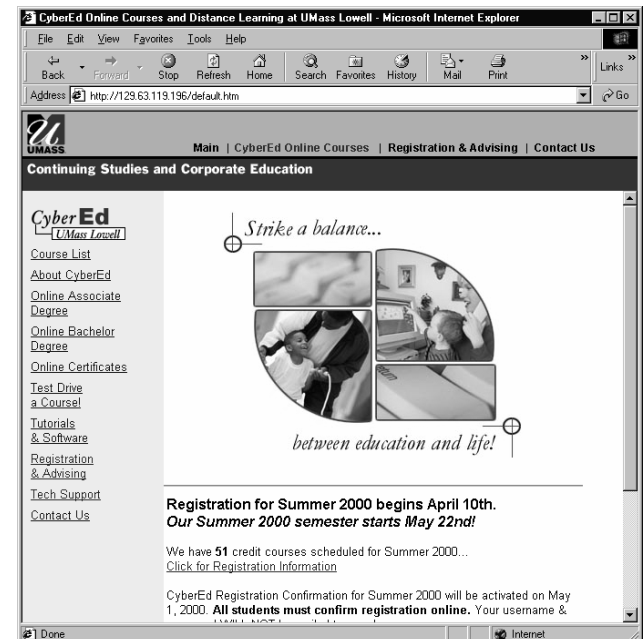 CyberEd Online Courses and Distance Learning at UMass Lowell - Microsoft Internet Explorer
File Edit View Favorites Tools Help
Back Forward Stop Refresh Home Search Favorites History Mail Print Links
Address http://129.63.119.196/default.htm Go
UMASS
Main | CyberEd Online Courses | Registration & Advising | Contact Us
Continuing Studies and Corporate Education
CyberEd
UMass Lowell
Course List
About CyberEd
Online Associate
Degree
Online Bachelor
Degree
Online Certificates
Test Drive
a Course!
Tutorials
& Software
Registration
& Advising
Tech Support
Contact Us
Strike a balance...
between education and life!
Registration for Summer 2000 begins April 10th.
Our Summer 2000 semester starts May 22nd!
We have 51 credit courses scheduled for Summer 2000...
Click for Registration Information
CyberEd Registration Confirmation for Summer 2000 will be activated on May
1, 2000. All students must confirm registration online. Your username &
Done Internet